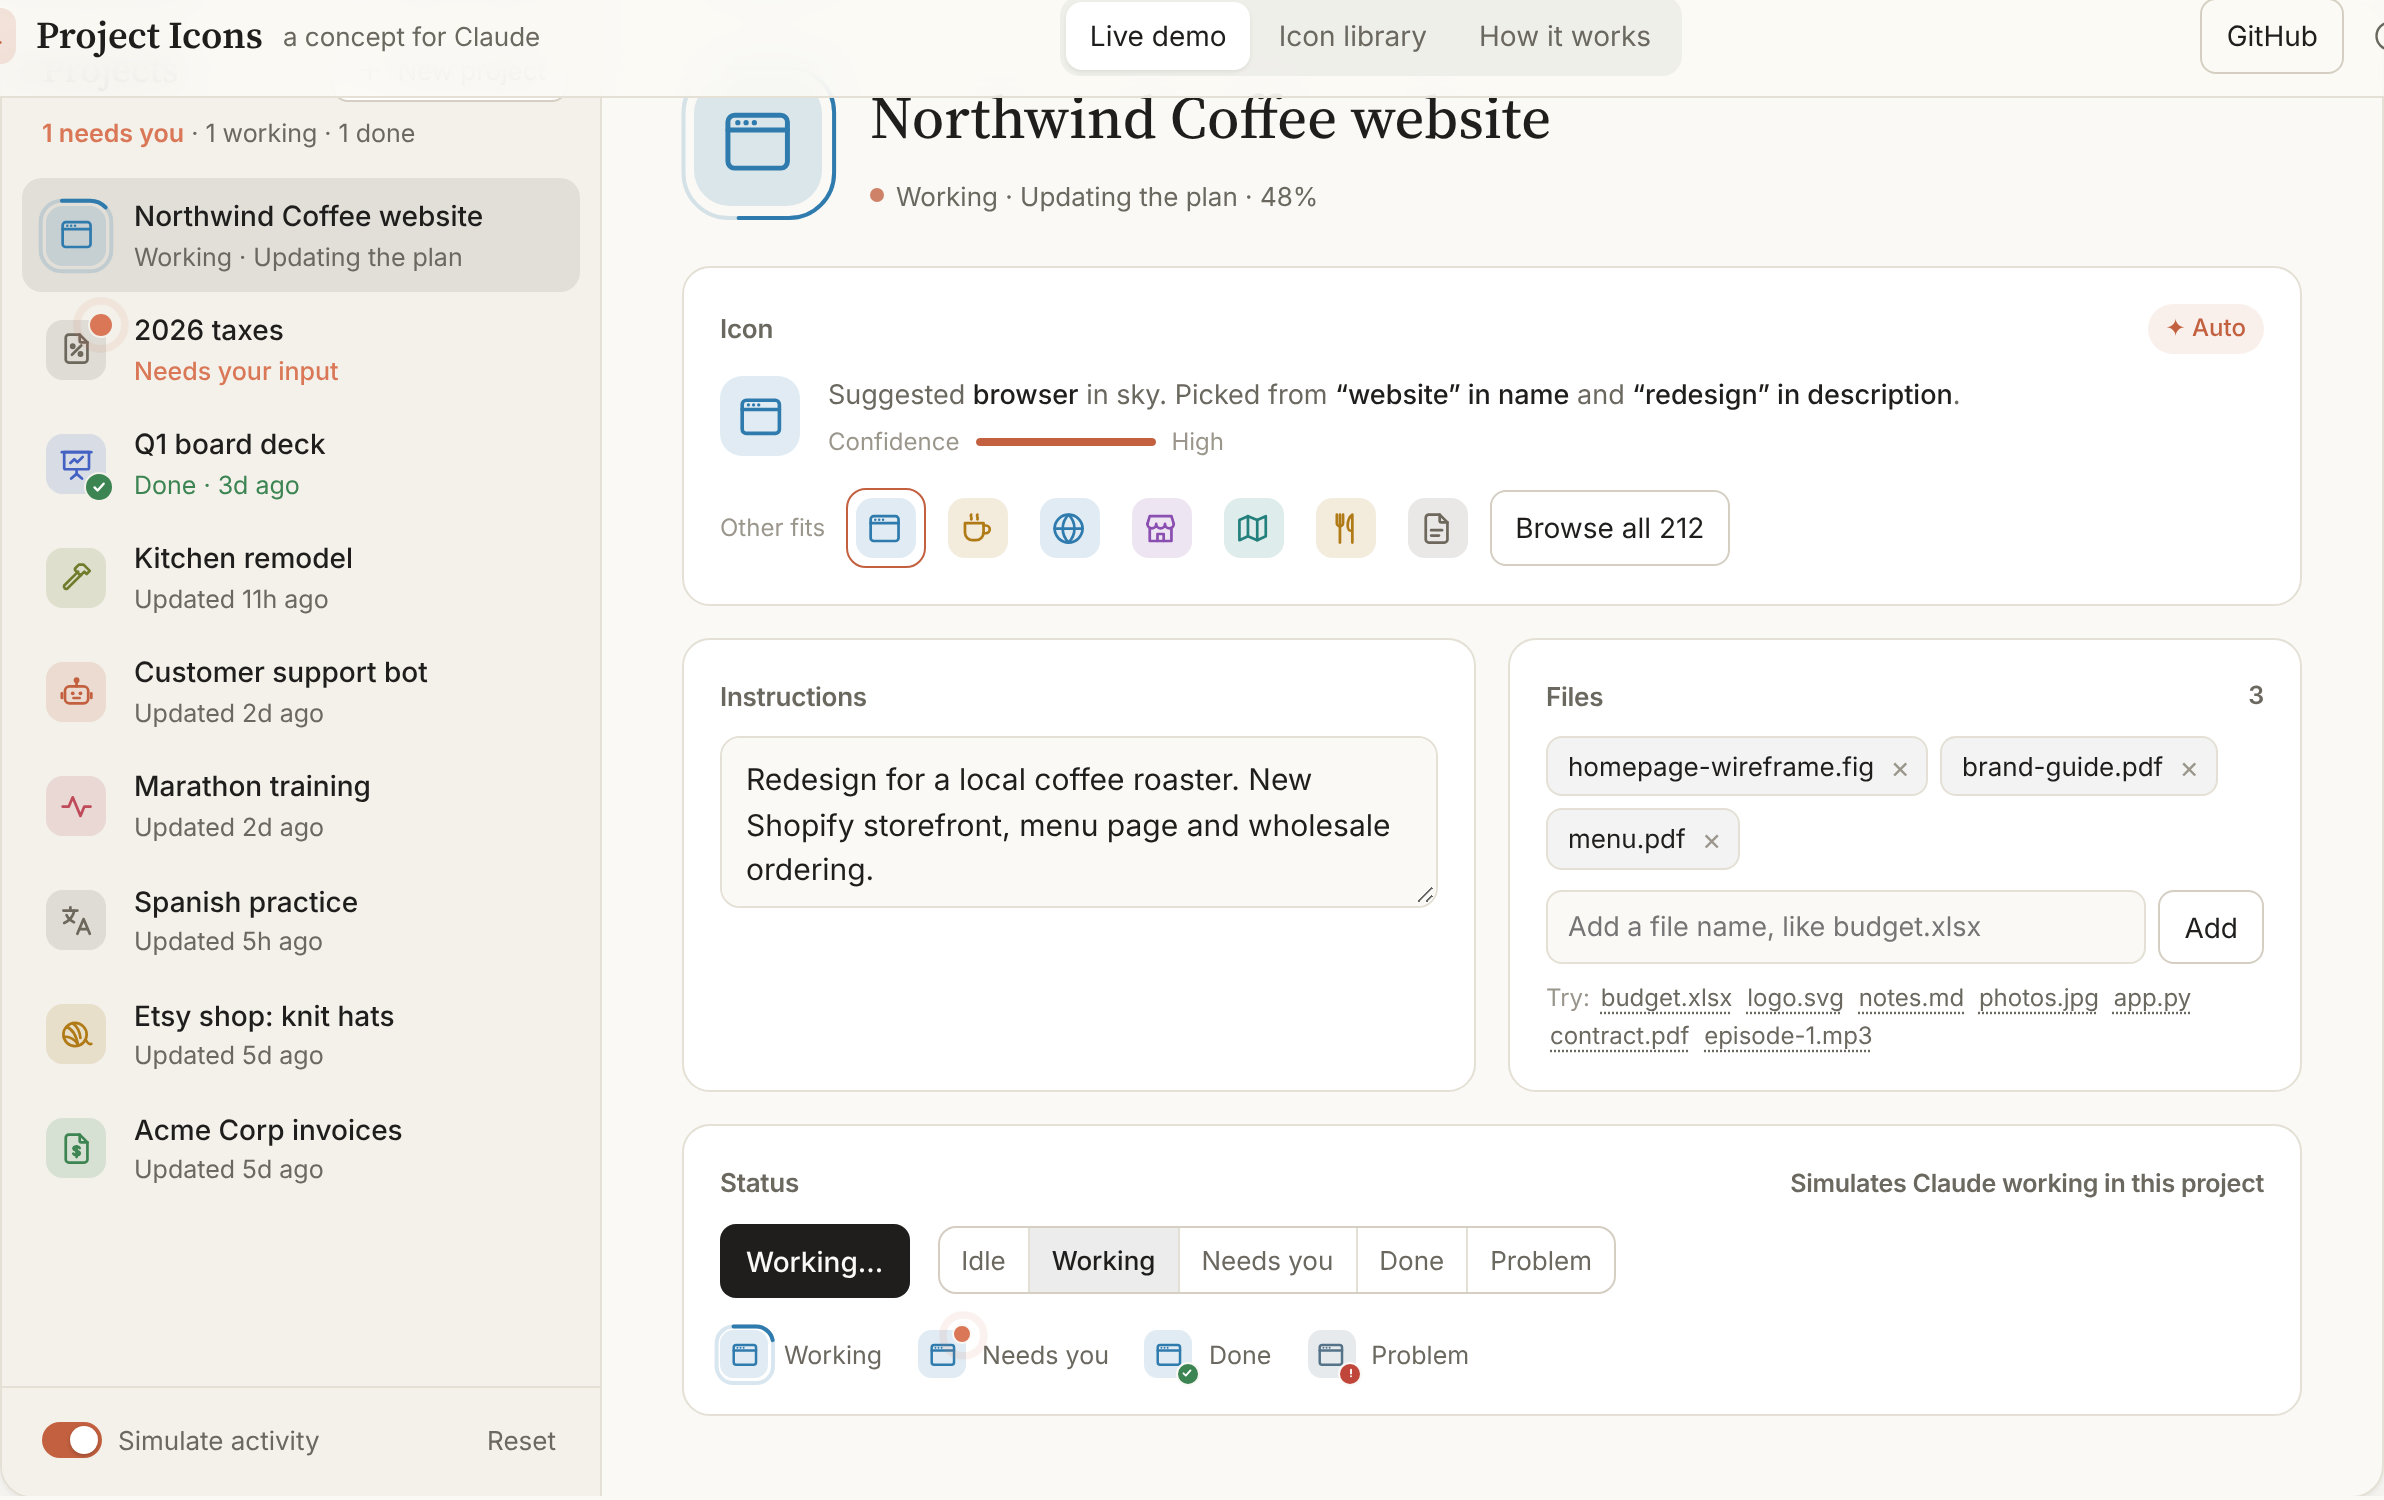 Project Icons a concept for Claude
Live demo Icon library How it works
GitHub
Projects
+ New project
1 needs you · 1 working · 1 done
Northwind Coffee website
Working · Updating the plan
2026 taxes
Needs your input
Q1 board deck
Done · 3d ago
Kitchen remodel
Updated 11h ago
Customer support bot
Updated 2d ago
Marathon training
Updated 2d ago
Spanish practice
Updated 5h ago
Etsy shop: knit hats
Updated 5d ago
Acme Corp invoices
Updated 5d ago
Simulate activity Reset
Northwind Coffee website
Working · Updating the plan · 48%
Icon
✦ Auto
Suggested browser in sky. Picked from “website” in name and “redesign” in description.
Confidence High
Other fits Browse all 212
Instructions
Redesign for a local coffee roaster. New
Shopify storefront, menu page and wholesale
ordering.
Files 3
homepage-wireframe.fig × brand-guide.pdf ×
menu.pdf ×
Add a file name, like budget.xlsx Add
Try: budget.xlsx logo.svg notes.md photos.jpg app.py
contract.pdf episode-1.mp3
Status Simulates Claude working in this project
Working… Idle Working Needs you Done Problem
Working Needs you Done Problem